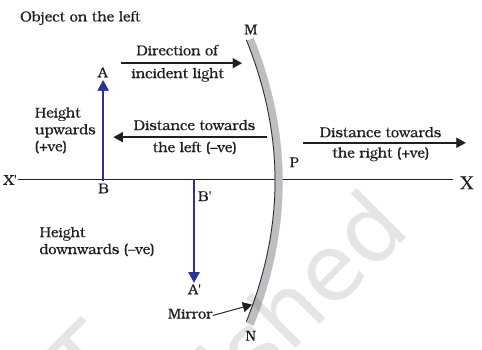 Object on the left
M
Direction of
incident light
A
Height
upwards
(+ve)
Distance towards
the left (–ve)
Distance towards
the right (+ve)
P
X'
X
B
B'
Height
downwards (–ve)
A'
Mirror
N